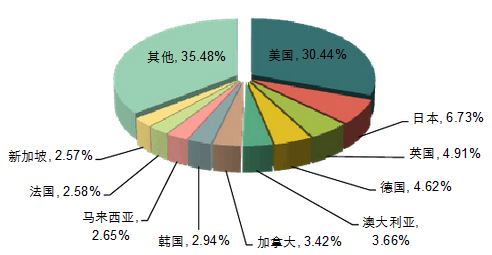 其他, 35.48%
美国, 30.44%
日本, 6.73%
英国, 4.91%
德国, 4.62%
澳大利亚,
3.66%
加拿大, 3.42%
韩国, 2.94%
马来西亚,
2.65%
法国, 2.58%
新加坡, 2.57%